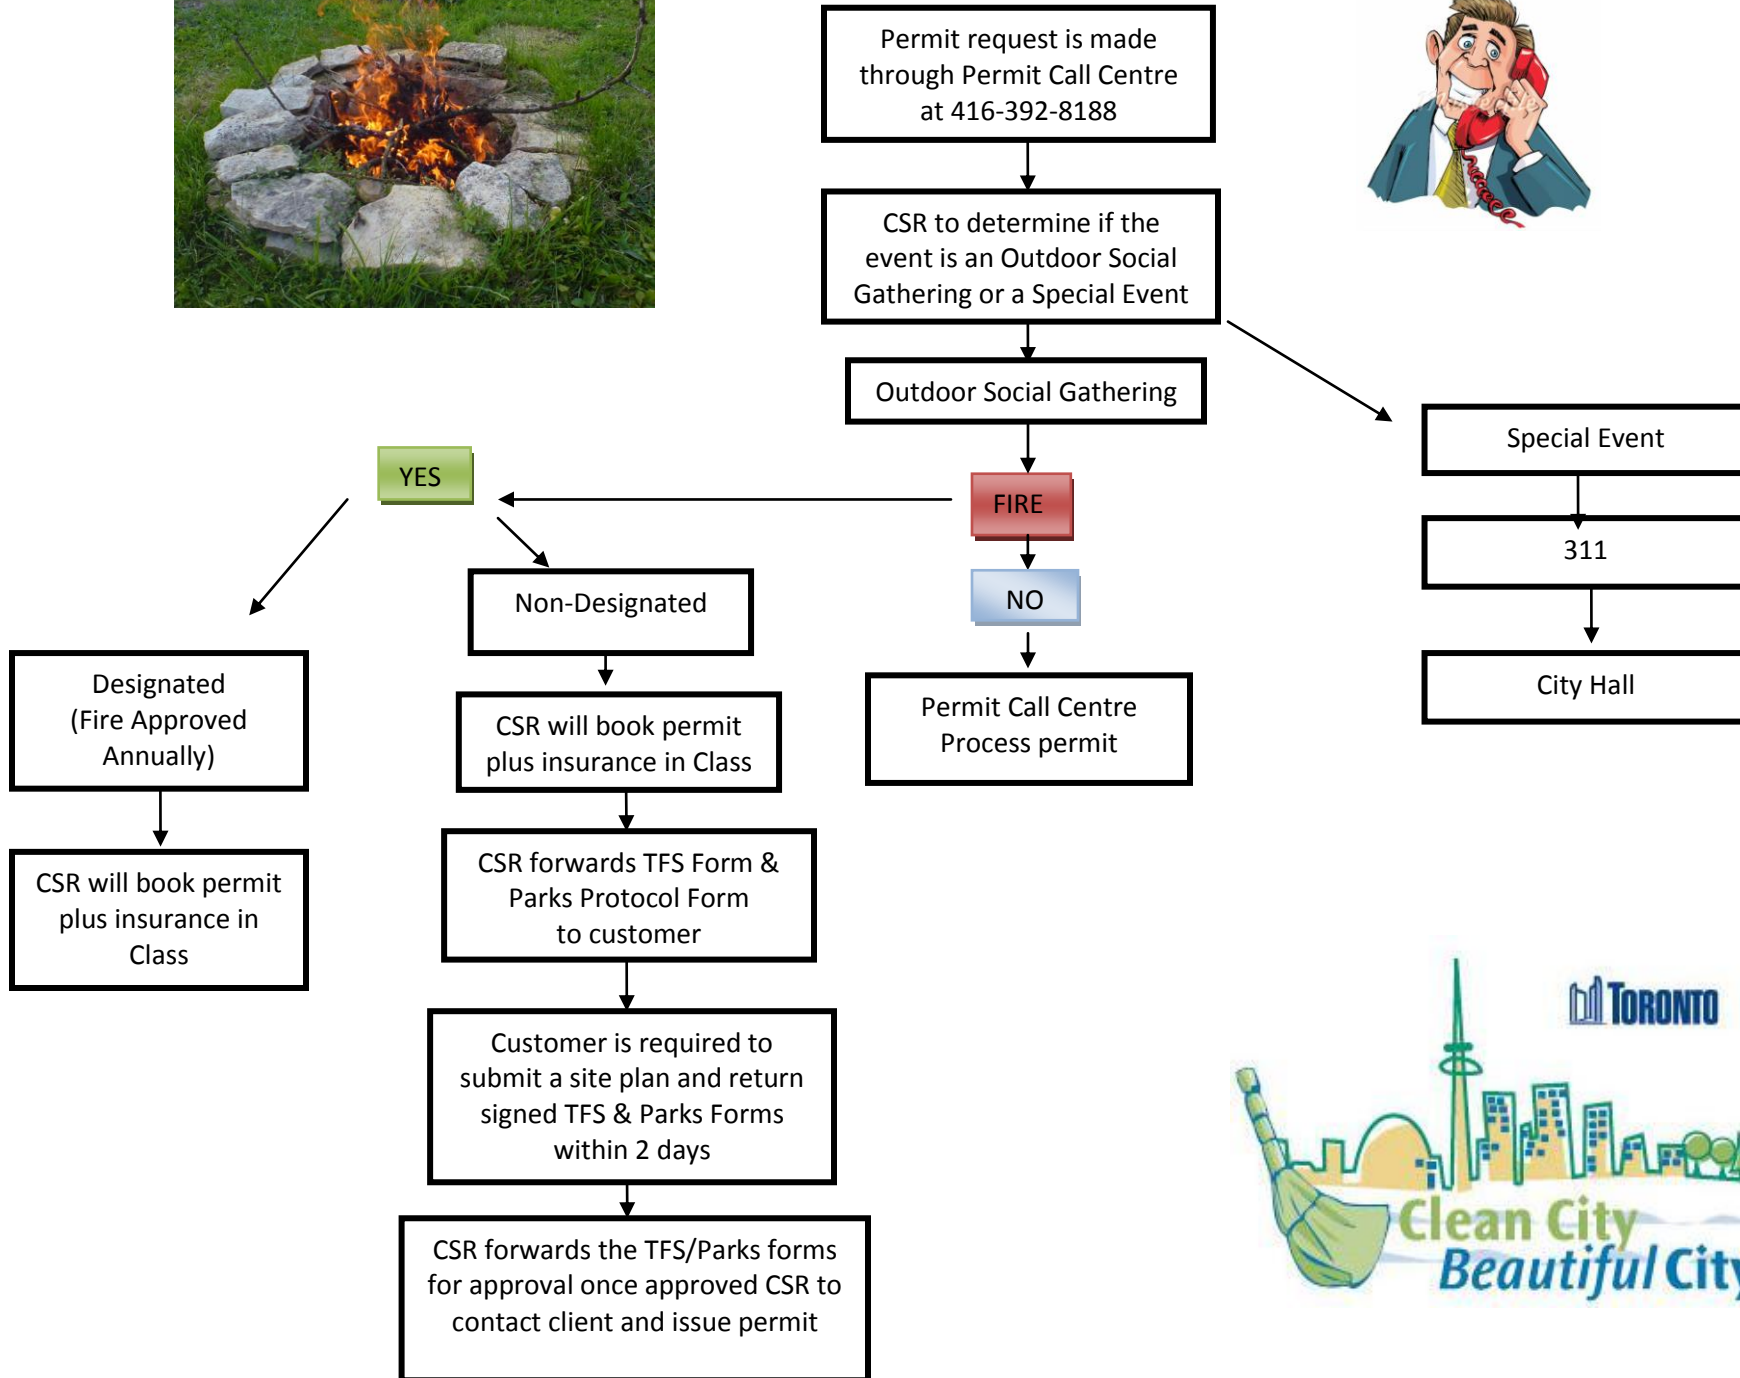 Permit request is made
through Permit Call Centre
at 416-392-8188
CSR to determine if the
event is an Outdoor Social
Gathering or a Special Event
Outdoor Social Gathering
Special Event
YES
FIRE
311
Non-Designated
NO
City Hall
Designated
(Fire Approved
Annually)
CSR will book permit
plus insurance in Class
Permit Call Centre
Process permit
CSR will book permit
plus insurance in
Class
CSR forwards TFS Form &
Parks Protocol Form
to customer
Customer is required to
submit a site plan and return
signed TFS & Parks Forms
within 2 days
CSR forwards the TFS/Parks forms
for approval once approved CSR to
contact client and issue permit
TORONTO
Clean City
Beautiful City